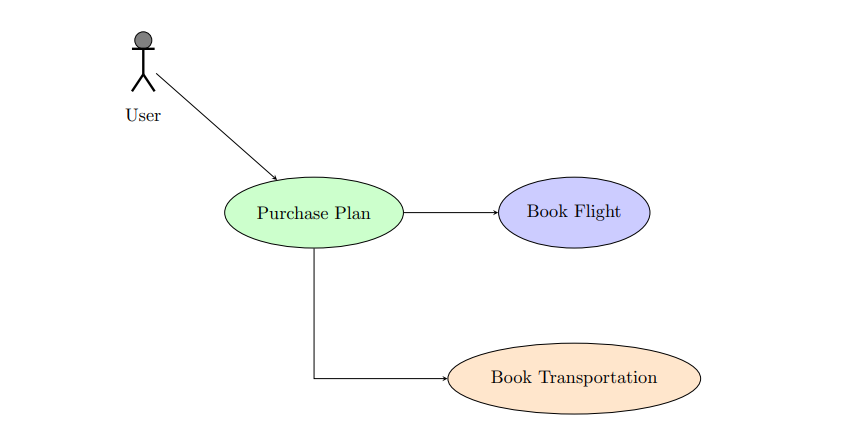 User
Purchase Plan
Book Flight
Book Transportation